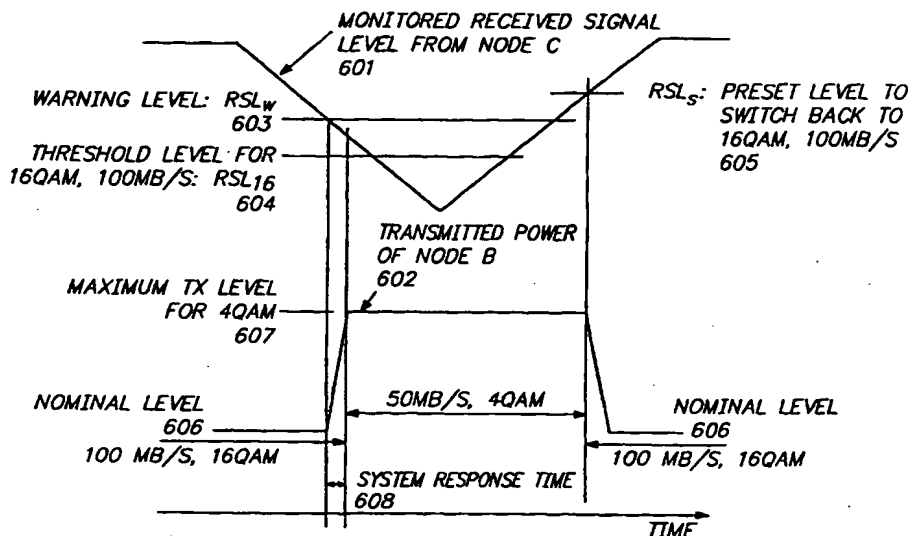 MONITORED RECEIVED SIGNAL
LEVEL FROM NODE C
601
WARNING LEVEL: RSLw
603
RSLs: PRESET LEVEL TO
SWITCH BACK TO
16QAM, 100MB/S
605
THRESHOLD LEVEL FOR
16QAM, 100MB/S: RSL16
604
TRANSMITTED POWER
OF NODE B
602
MAXIMUM TX LEVEL
FOR 4QAM
607
NOMINAL LEVEL
606
50MB/S, 4QAM
NOMINAL LEVEL
606
100 MB/S, 16QAM
100 MB/S, 16QAM
SYSTEM RESPONSE TIME
608
TIME